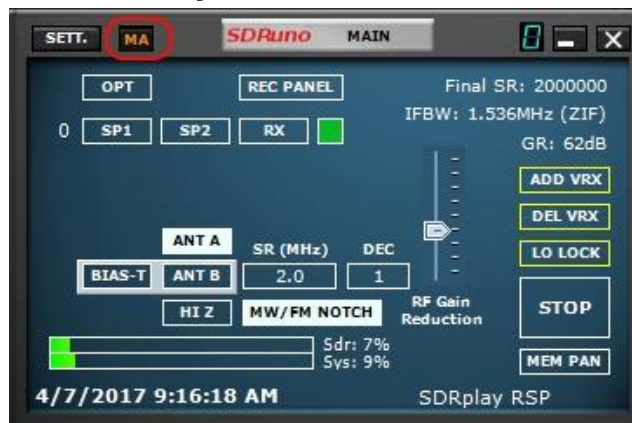 SETT. MA SDRuno MAIN 0
OPT REC PANEL Final SR: 2000000
IFBW: 1.536MHz (ZIF)
0 SP1 SP2 RX GR: 62dB
ADD VRX
DEL VRX
ANT A SR (MHz) DEC LO LOCK
BIAS-T ANT B 2.0 1
HI Z MW/FM NOTCH RF Gain Reduction STOP
Sdr: 7%
Sys: 9% MEM PAN
4/7/2017 9:16:18 AM SDRplay RSP